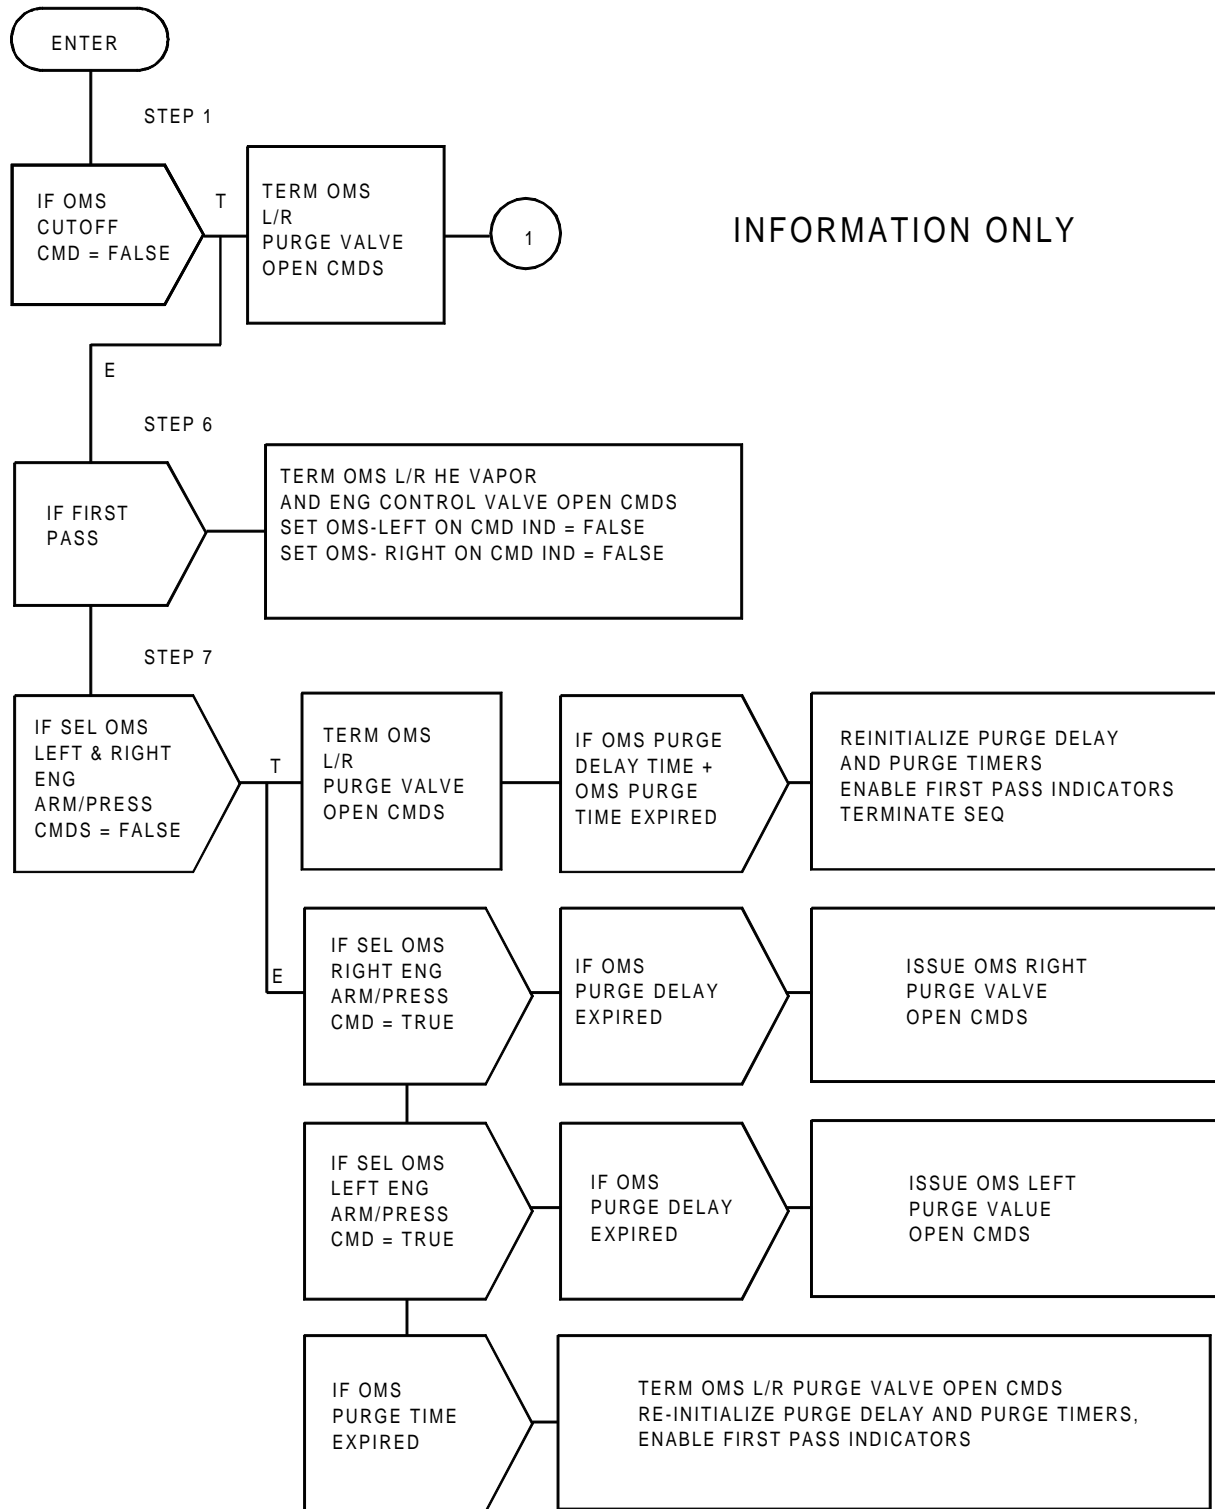 ENTER
STEP 1
IF OMS
CUTOFF
CMD = FALSE
T
TERM OMS
L/R
PURGE VALVE
OPEN CMDS
1
INFORMATION ONLY
E
STEP 6
IF FIRST
PASS
TERM OMS L/R HE VAPOR
AND ENG CONTROL VALVE OPEN CMDS
SET OMS-LEFT ON CMD IND = FALSE
SET OMS- RIGHT ON CMD IND = FALSE
STEP 7
IF SEL OMS
LEFT & RIGHT
ENG
ARM/PRESS
CMDS = FALSE
T
TERM OMS
L/R
PURGE VALVE
OPEN CMDS
IF OMS PURGE
DELAY TIME +
OMS PURGE
TIME EXPIRED
REINITIALIZE PURGE DELAY
AND PURGE TIMERS
ENABLE FIRST PASS INDICATORS
TERMINATE SEQ
E
IF SEL OMS
RIGHT ENG
ARM/PRESS
CMD = TRUE
IF OMS
PURGE DELAY
EXPIRED
ISSUE OMS RIGHT
PURGE VALVE
OPEN CMDS
IF SEL OMS
LEFT ENG
ARM/PRESS
CMD = TRUE
IF OMS
PURGE DELAY
EXPIRED
ISSUE OMS LEFT
PURGE VALUE
OPEN CMDS
IF OMS
PURGE TIME
EXPIRED
TERM OMS L/R PURGE VALVE OPEN CMDS
RE-INITIALIZE PURGE DELAY AND PURGE TIMERS,
ENABLE FIRST PASS INDICATORS